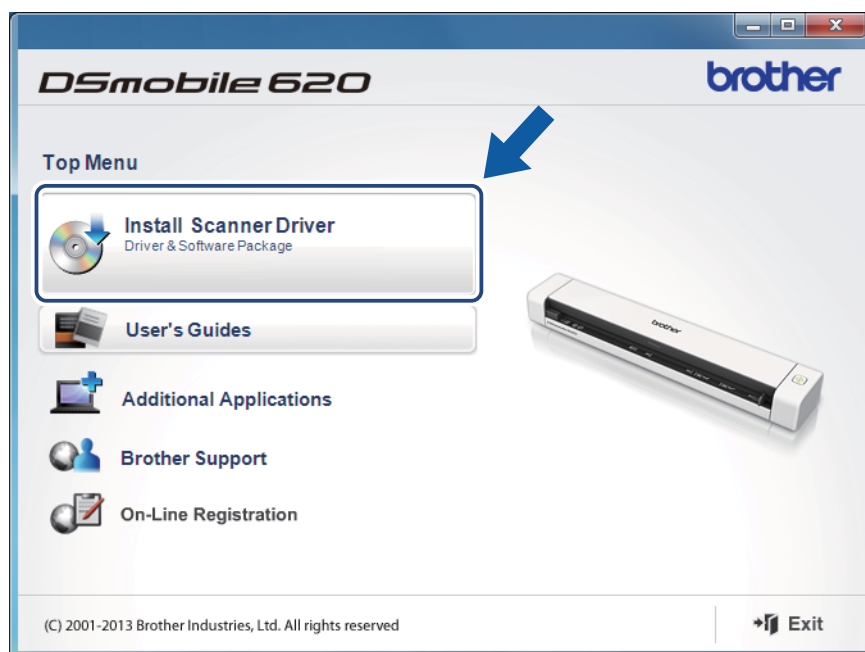 DSmobile 620
brother
Top Menu
Install Scanner Driver
Driver & Software Package
User's Guides
brother
Additional Applications
Brother Support
On-Line Registration
(C) 2001-2013 Brother Industries, Ltd. All rights reserved
Exit